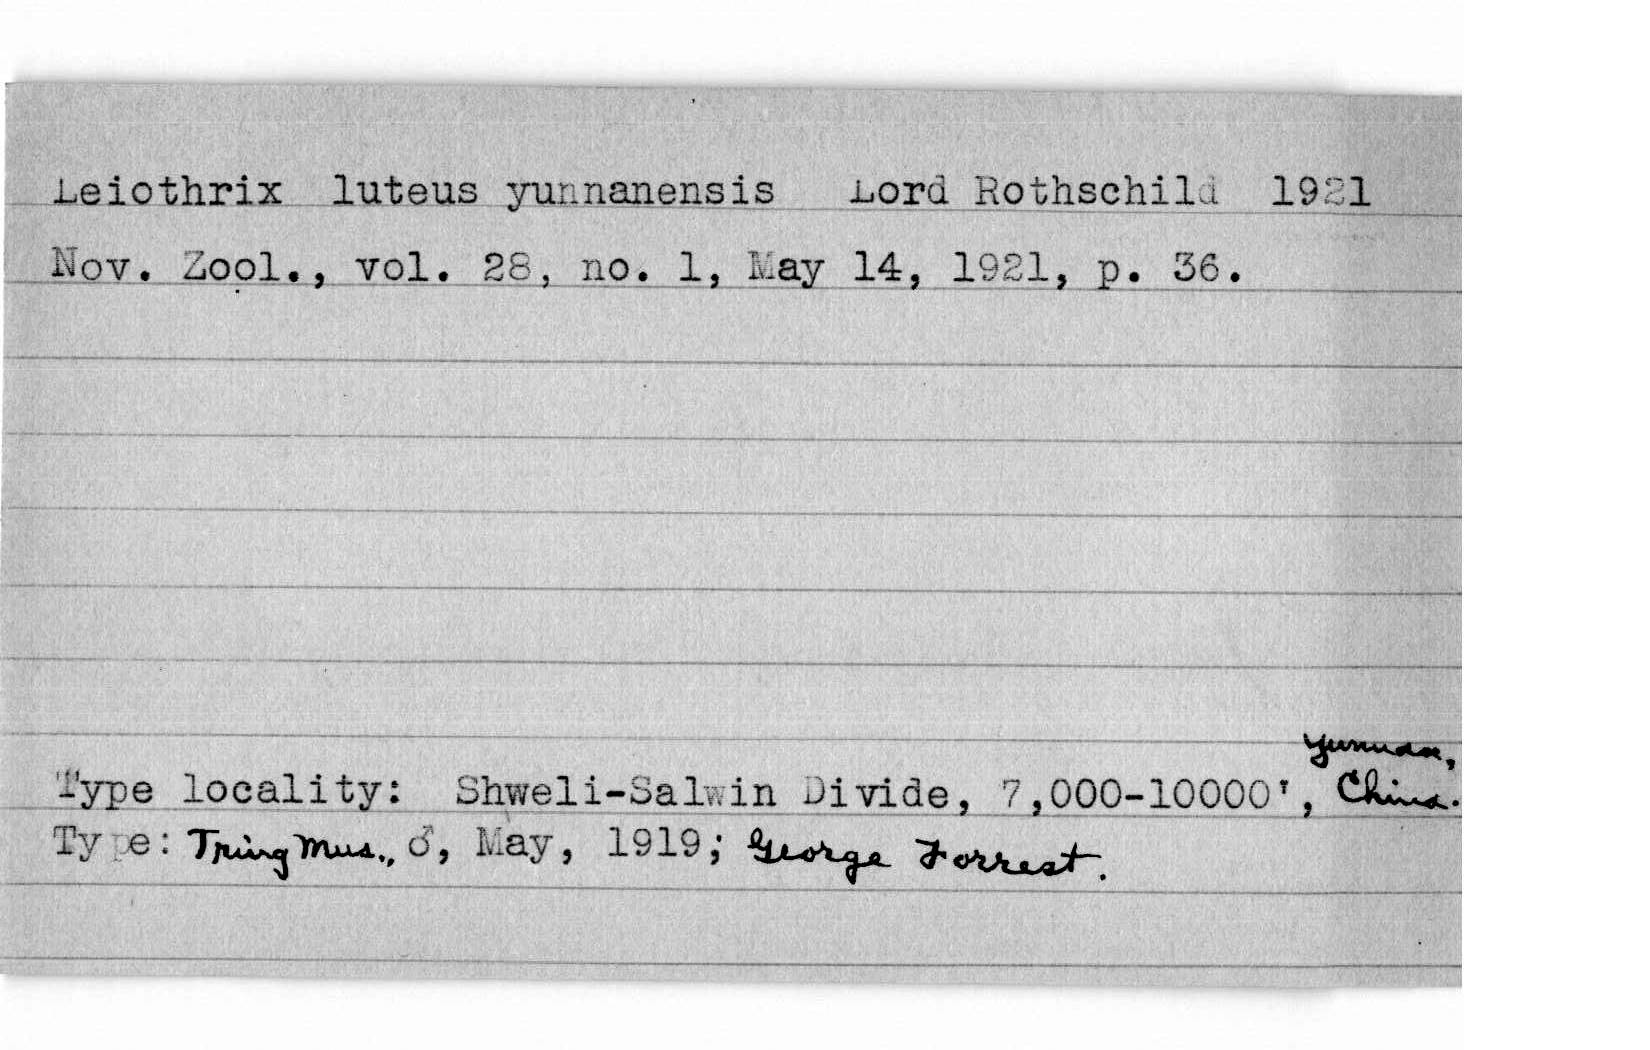 Leiothrix luteus yunnanensis Lord Rothschild 1921
Nov. Zool., vol. 28, no. 1, May 14, 1921, p. 36.
Yunnan,
Type locality: Shweli-Salwin Divide, 7,000-10000', China.
Type: Tring Mus., ♂, May, 1919; George Forrest.